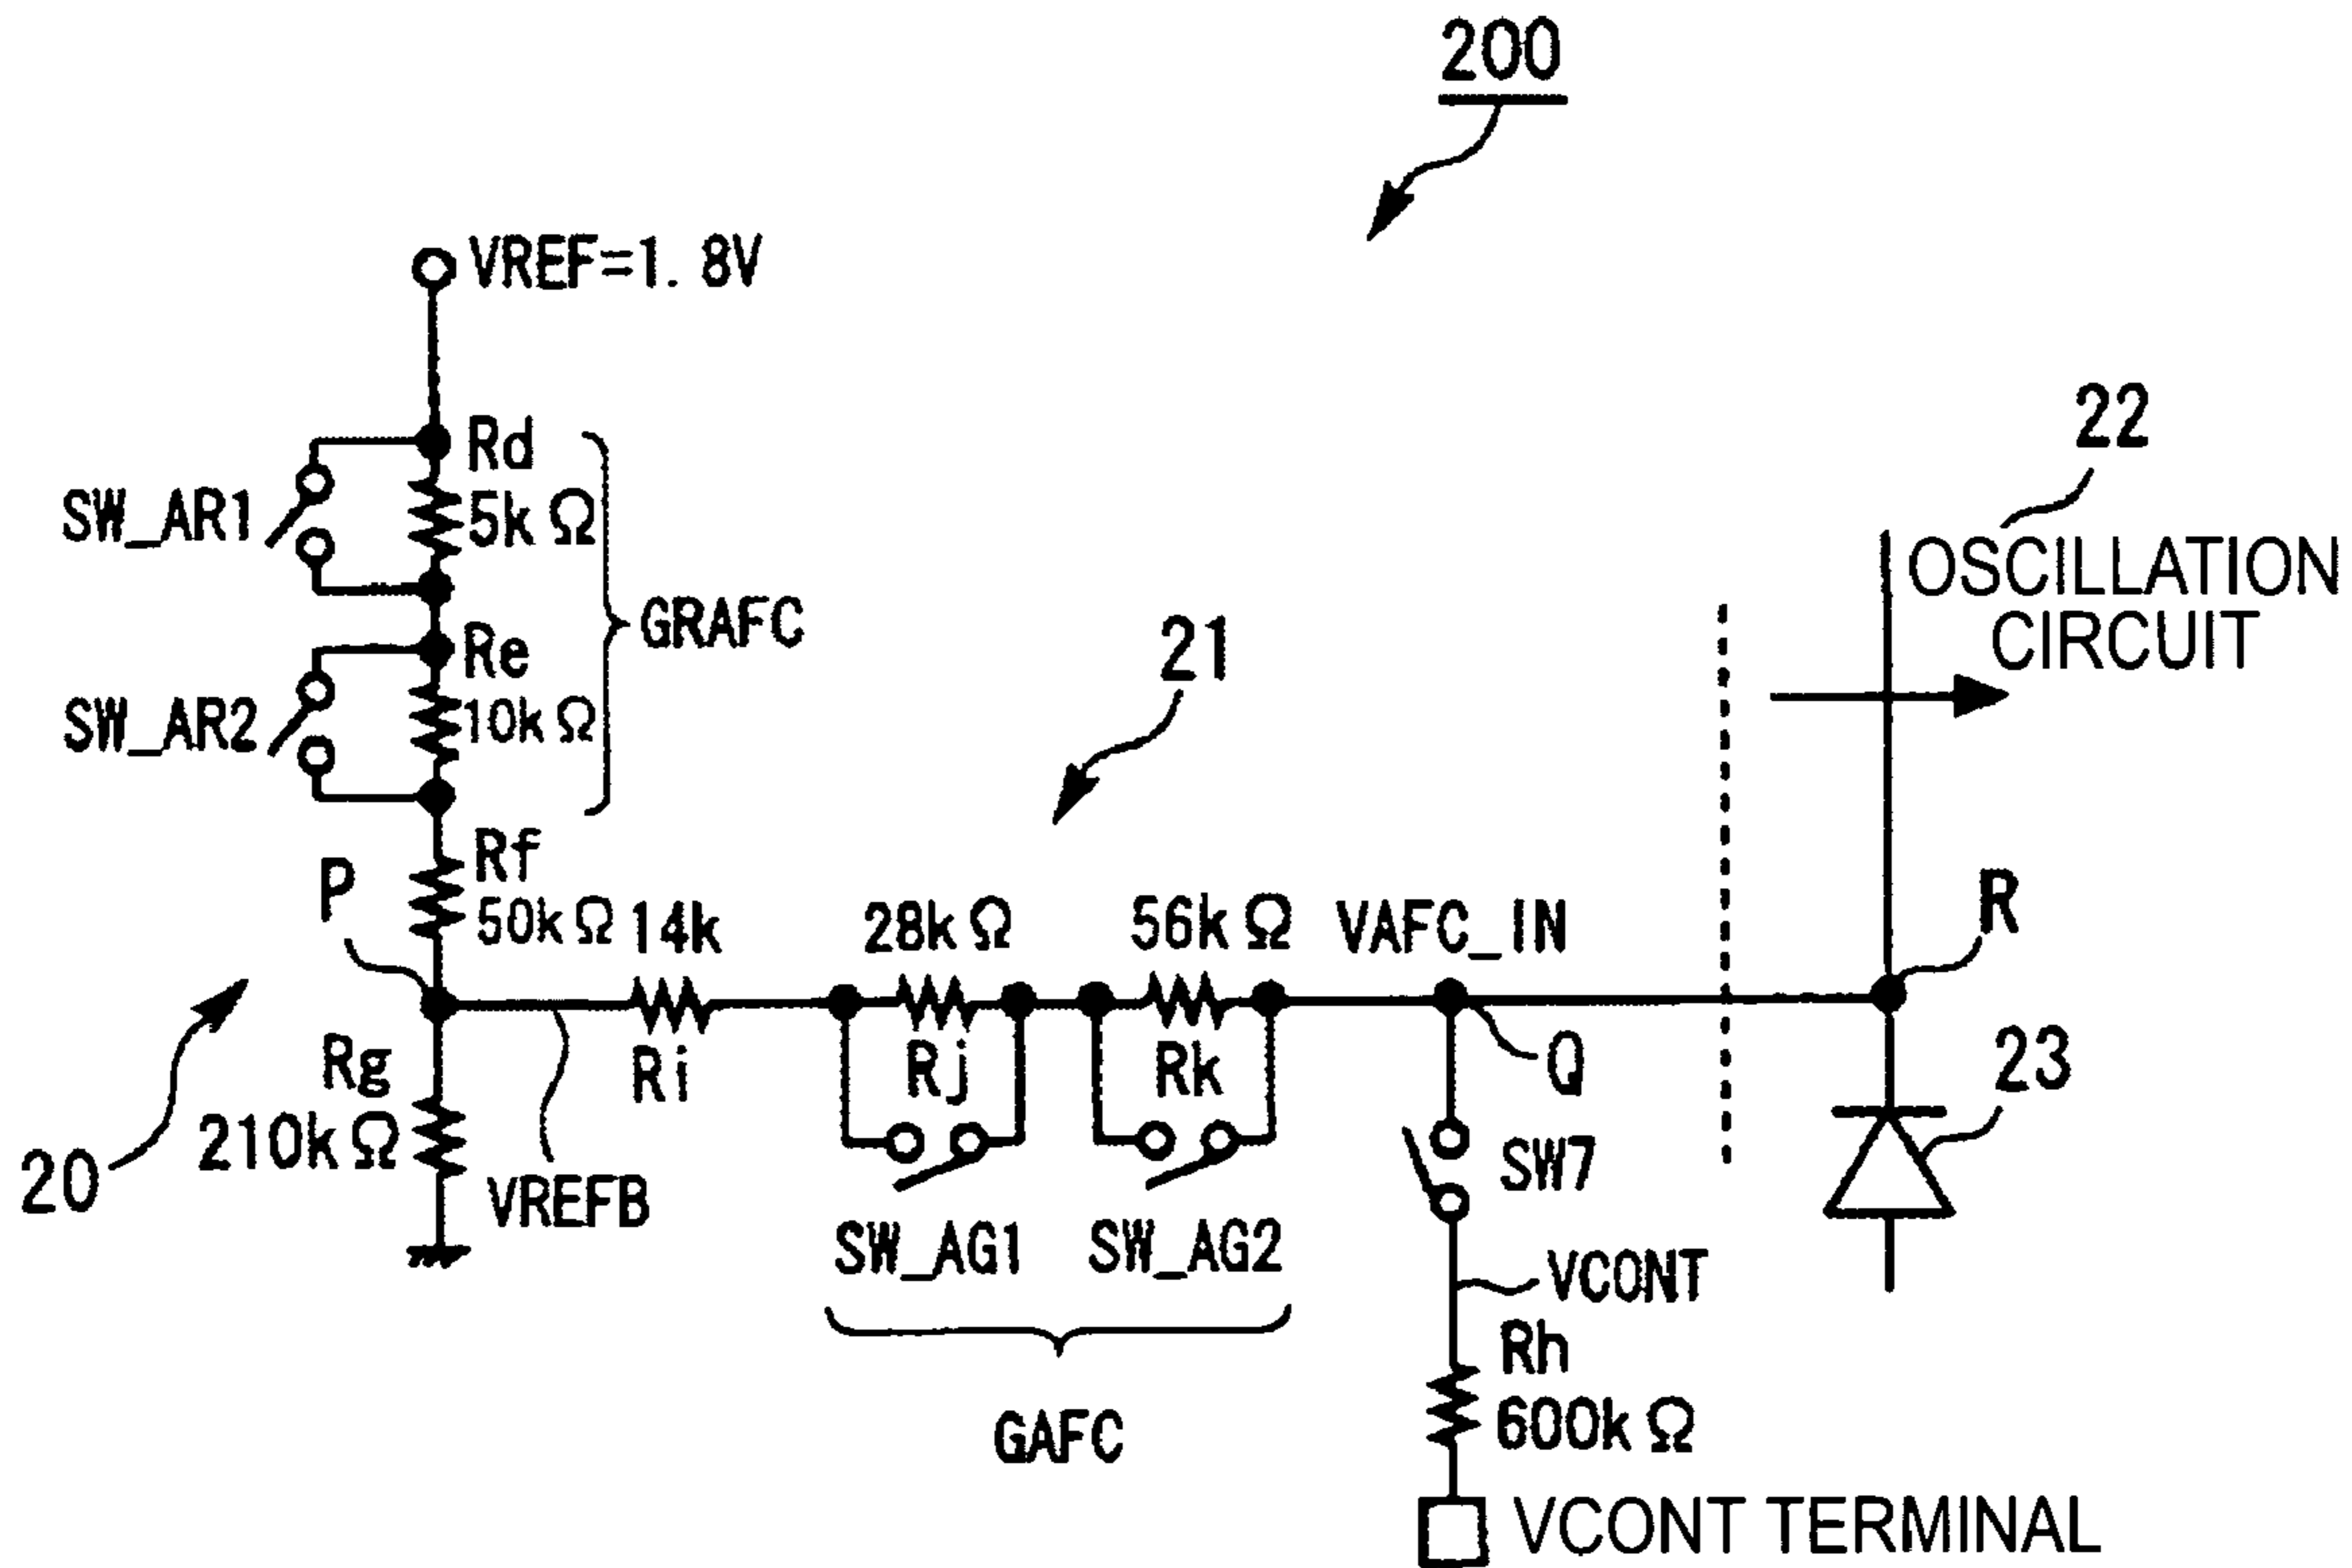 200
VREF=1.8V
22
Rd
SW_AR1
5kΩ
OSCILLATION
CIRCUIT
GRAFC
Re
21
SW_AR2
10kΩ
Rf
P
R
50kΩ
14k
28kΩ
56kΩ
VAFC_IN
Rg
Ri
Rj
Rk
Q
23
210kΩ
20
VREFB
SW7
SW_AG1
SW_AG2
VCONT
Rh
GAFC
600kΩ
VCONT TERMINAL